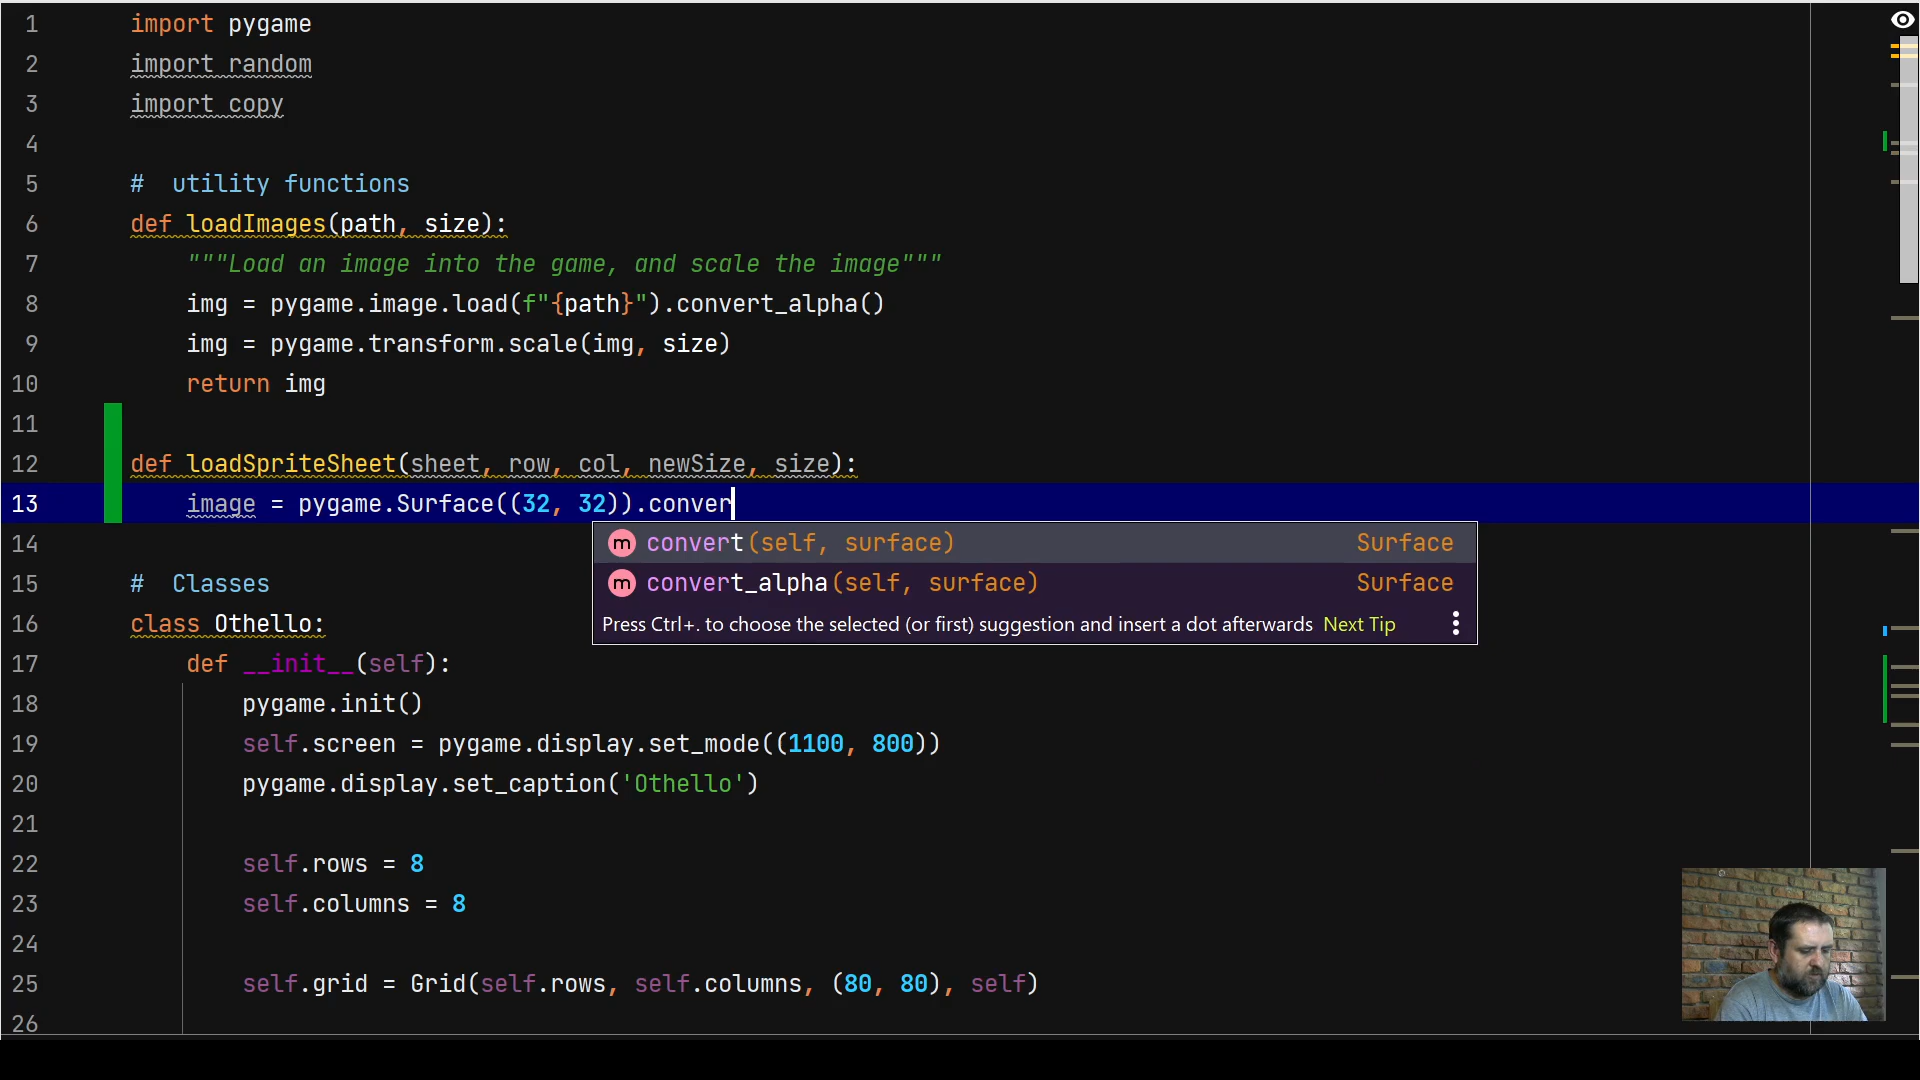 1 import pygame
2 import random
3 import copy
4
5 #  utility functions
6 def loadImages(path, size):
7     """Load an image into the game, and scale the image"""
8     img = pygame.image.load(f"{path}").convert_alpha()
9     img = pygame.transform.scale(img, size)
10     return img
11
12 def loadSpriteSheet(sheet, row, col, newSize, size):
13     image = pygame.Surface((32, 32)).conver
m convert(self, surface) Surface
m convert_alpha(self, surface) Surface
Press Ctrl+. to choose the selected (or first) suggestion and insert a dot afterwards Next Tip
14
15 #  Classes
16 class Othello:
17     def __init__(self):
18         pygame.init()
19         self.screen = pygame.display.set_mode((1100, 800))
20         pygame.display.set_caption('Othello')
21
22         self.rows = 8
23         self.columns = 8
24
25         self.grid = Grid(self.rows, self.columns, (80, 80), self)
26